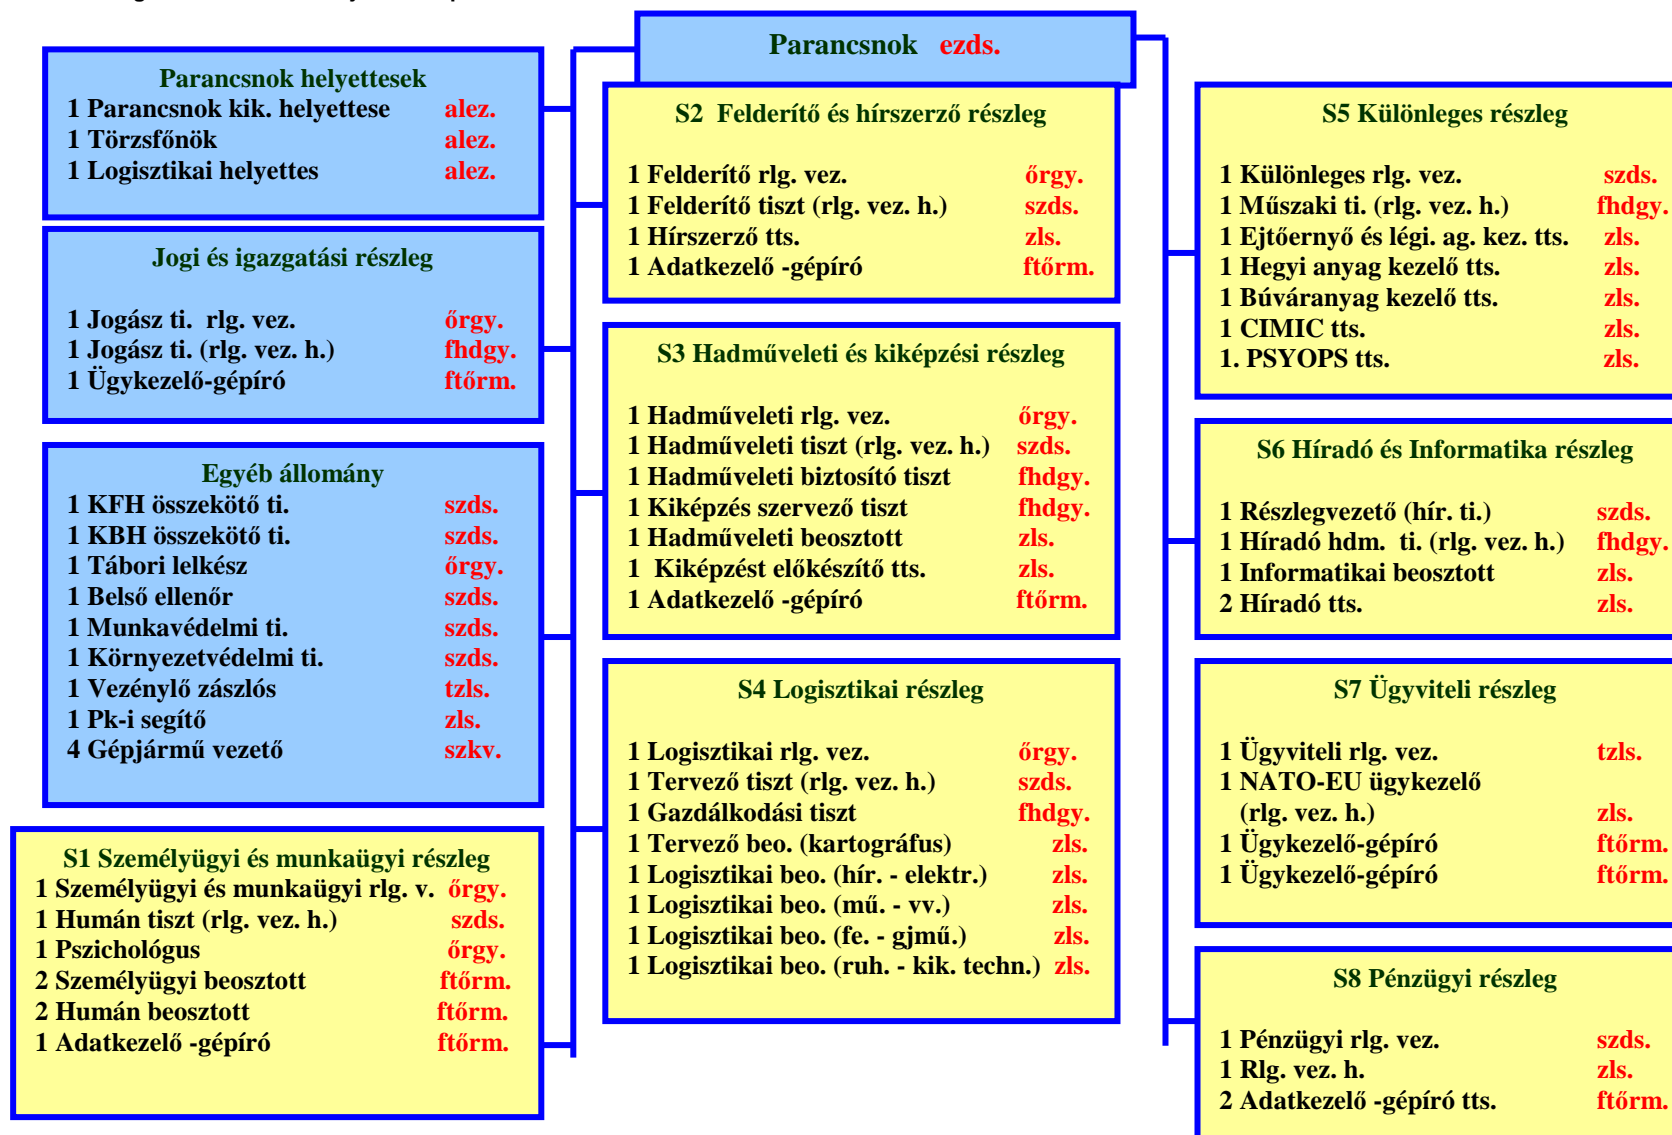 Parancsnok ezds.
Parancsnok helyettesek
1 Parancsnok kik. helyettese alez.
1 Törzsfőnök alez.
1 Logisztikai helyettes alez.
Jogi és igazgatási részleg
1 Jogász ti. rlg. vez. őrgy.
1 Jogász ti. (rlg. vez. h.) fhdgy.
1 Ügykezelő-gépíró ftőrm.
Egyéb állomány
1 KFH összekötő ti. szds.
1 KBH összekötő ti. szds.
1 Tábori lelkész őrgy.
1 Belső ellenőr szds.
1 Munkavédelmi ti. szds.
1 Környezetvédelmi ti. szds.
1 Vezénylő zászlós tzls.
1 Pk-i segítő zls.
4 Gépjármű vezető szkv.
S1 Személyügyi és munkaügyi részleg
1 Személyügyi és munkaügyi rlg. v. őrgy.
1 Humán tiszt (rlg. vez. h.) szds.
1 Pszichológus őrgy.
2 Személyügyi beosztott ftőrm.
2 Humán beosztott ftőrm.
1 Adatkezelő -gépíró ftőrm.
S2 Felderítő és hírszerző részleg
1 Felderítő rlg. vez. őrgy.
1 Felderítő tiszt (rlg. vez. h.) szds.
1 Hírszerző tts. zls.
1 Adatkezelő -gépíró ftőrm.
S3 Hadműveleti és kiképzési részleg
1 Hadműveleti rlg. vez. őrgy.
1 Hadműveleti tiszt (rlg. vez. h.) szds.
1 Hadműveleti biztosító tiszt fhdgy.
1 Kiképzés szervező tiszt fhdgy.
1 Hadműveleti beosztott zls.
1 Kiképzést előkészítő tts. zls.
1 Adatkezelő -gépíró ftőrm.
S4 Logisztikai részleg
1 Logisztikai rlg. vez. őrgy.
1 Tervező tiszt (rlg. vez. h.) szds.
1 Gazdálkodási tiszt fhdgy.
1 Tervező beo. (kartográfus) zls.
1 Logisztikai beo. (hír. - elektr.) zls.
1 Logisztikai beo. (mű. - vv.) zls.
1 Logisztikai beo. (fe. - gjmű.) zls.
1 Logisztikai beo. (ruh. - kik. techn.) zls.
S5 Különleges részleg
1 Különleges rlg. vez. szds.
1 Műszaki ti. (rlg. vez. h.) fhdgy.
1 Ejtőernyő és légi. ag. kez. tts. zls.
1 Hegyi anyag kezelő tts. zls.
1 Búváranyag kezelő tts. zls.
1 CIMIC tts. zls.
1. PSYOPS tts. zls.
S6 Híradó és Informatika részleg
1 Részlegvezető (hír. ti.) szds.
1 Híradó hdm. ti. (rlg. vez. h.) fhdgy.
1 Informatikai beosztott zls.
2 Híradó tts. zls.
S7 Ügyviteli részleg
1 Ügyviteli rlg. vez. tzls.
1 NATO-EU ügykezelő
(rlg. vez. h.) zls.
1 Ügykezelő-gépíró ftőrm.
1 Ügykezelő-gépíró ftőrm.
S8 Pénzügyi részleg
1 Pénzügyi rlg. vez. szds.
1 Rlg. vez. h. zls.
2 Adatkezelő -gépíró tts. ftőrm.